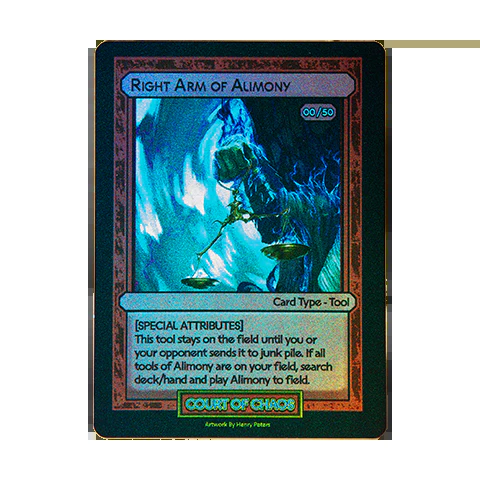 Right Arm of Alimony
00/50
Card Type - Tool
[SPECIAL ATTRIBUTES]
This tool stays on the field until you or
your opponent sends it to junk pile. If all
tools of Alimony are on your field, search
deck/hand and play Alimony to field.
COURT OF CHAOS
Artwork By Henry Peters